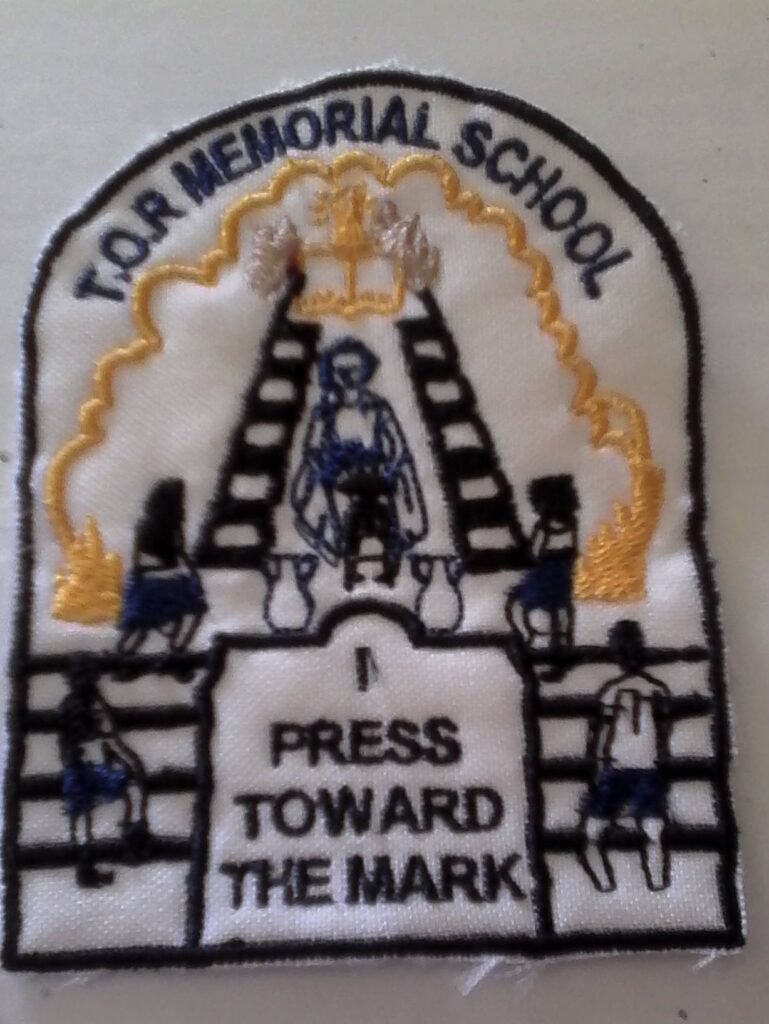 T.O.R MEMORIAL SCHOOL
I
PRESS
TOWARD
THE MARK